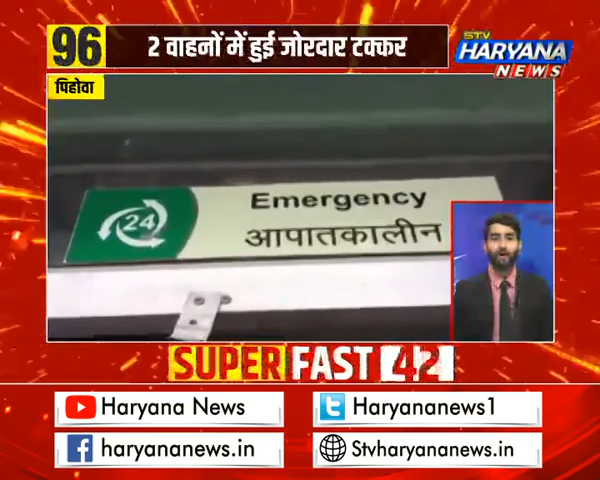 96
2 वाहनों में हुई जोरदार टक्कर
STV
HARYANA
NEWS
पिहोवा
24
Emergency
आपातकालीन
SUPER FAST 42
Haryana News
Haryananews1
haryananews.in
Stvharyananews.in